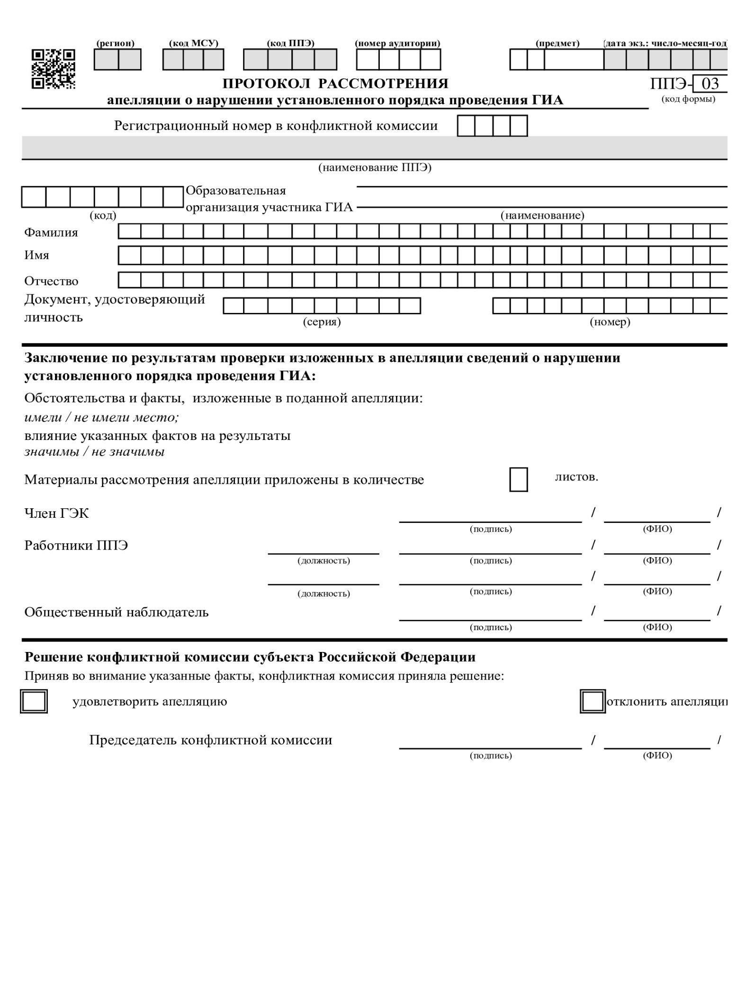 (регион) (код МСУ) (код ППЭ) (номер аудитории) (предмет) (дата экз.: число-месяц-год)
ПРОТОКОЛ РАССМОТРЕНИЯ ППЭ- 03
апелляции о нарушении установленного порядка проведения ГИА (код формы)
Регистрационный номер в конфликтной комиссии
(наименование ППЭ)
Образовательная
организация участника ГИА
(код) (наименование)
Фамилия
Имя
Отчество
Документ, удостоверяющий
личность
(серия) (номер)
Заключение по результатам проверки изложенных в апелляции сведений о нарушении
установленного порядка проведения ГИА:
Обстоятельства и факты, изложенные в поданной апелляции:
имели / не имели место;
влияние указанных фактов на результаты
значимы / не значимы
Материалы рассмотрения апелляции приложены в количестве листов.
Член ГЭК / /
(подпись) (ФИО)
Работники ППЭ / /
(должность) (подпись) (ФИО)
/ /
(должность) (подпись) (ФИО)
Общественный наблюдатель / /
(подпись) (ФИО)
Решение конфликтной комиссии субъекта Российской Федерации
Приняв во внимание указанные факты, конфликтная комиссия приняла решение:
удовлетворить апелляцию отклонить апелляци
Председатель конфликтной комиссии / /
(подпись) (ФИО)